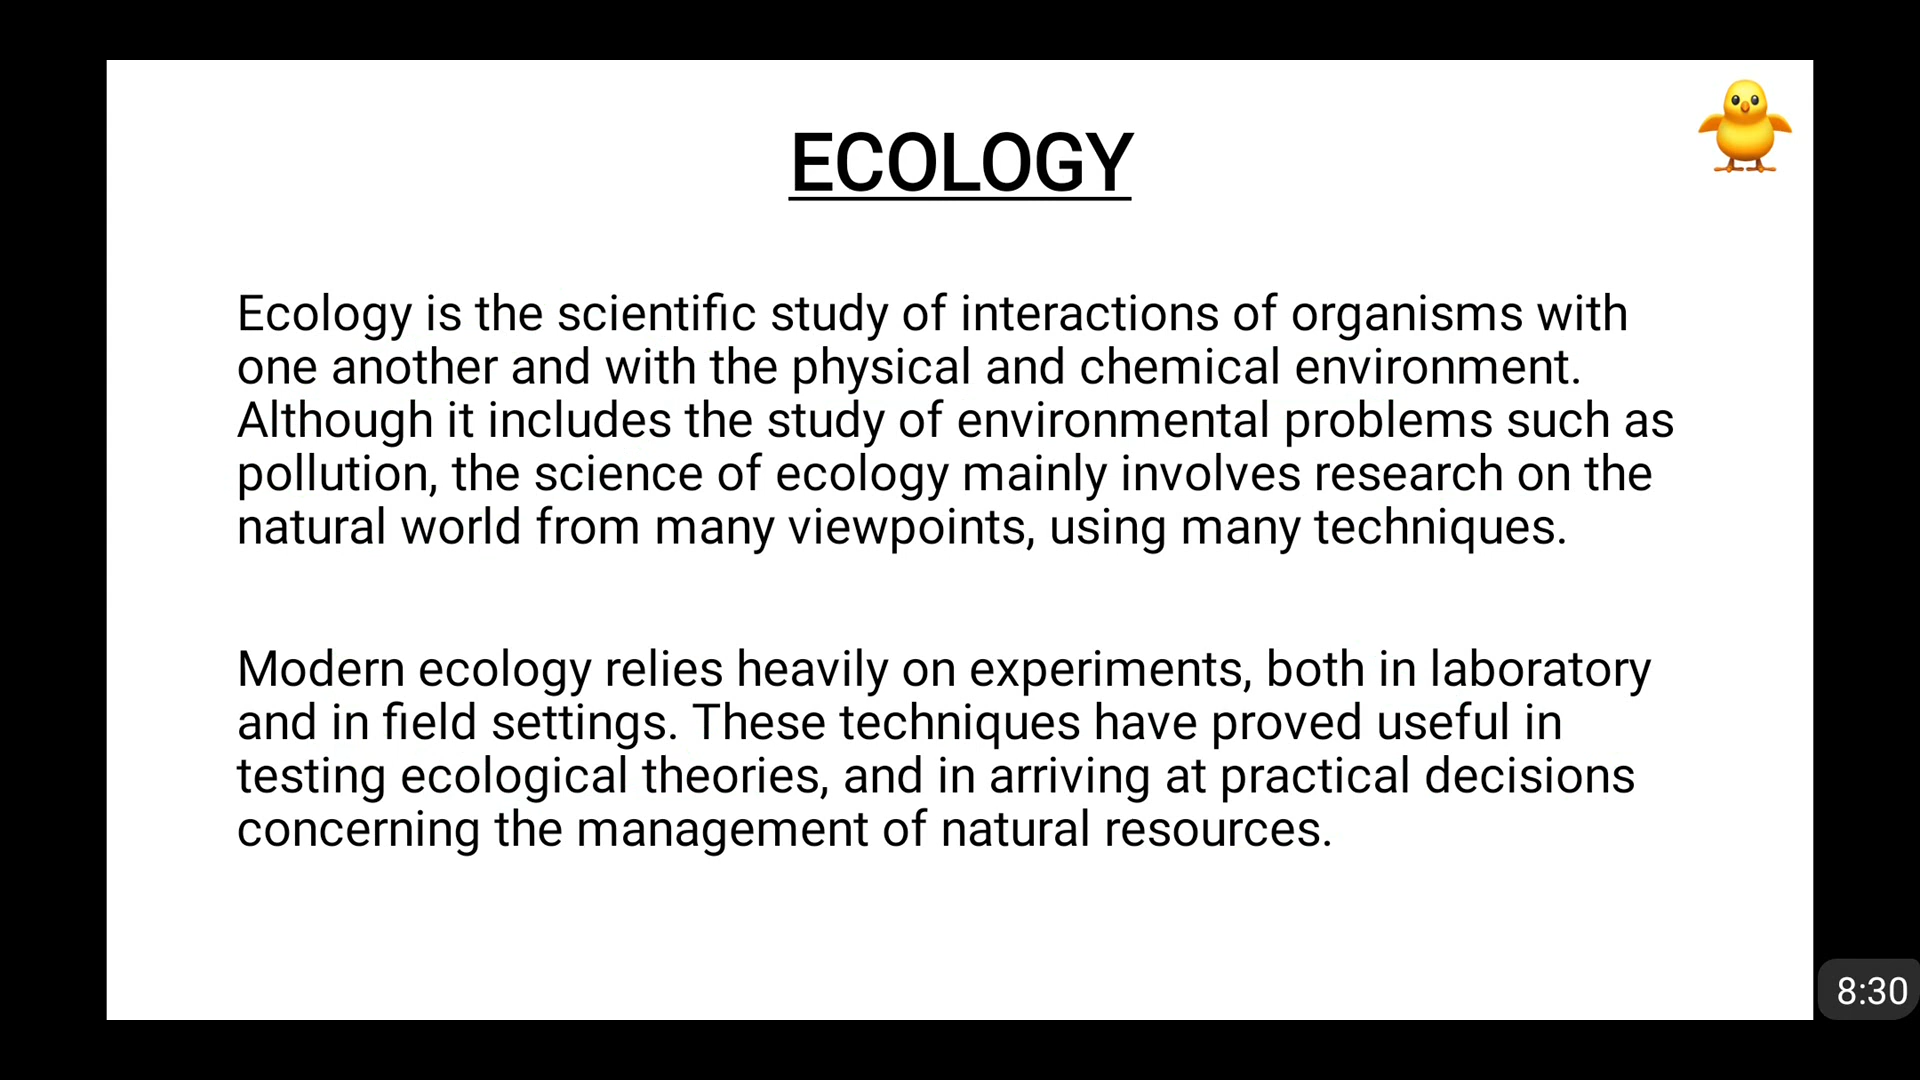 ECOLOGY
Ecology is the scientific study of interactions of organisms with
one another and with the physical and chemical environment.
Although it includes the study of environmental problems such as
pollution, the science of ecology mainly involves research on the
natural world from many viewpoints, using many techniques.
Modern ecology relies heavily on experiments, both in laboratory
and in field settings. These techniques have proved useful in
testing ecological theories, and in arriving at practical decisions
concerning the management of natural resources.
8:30